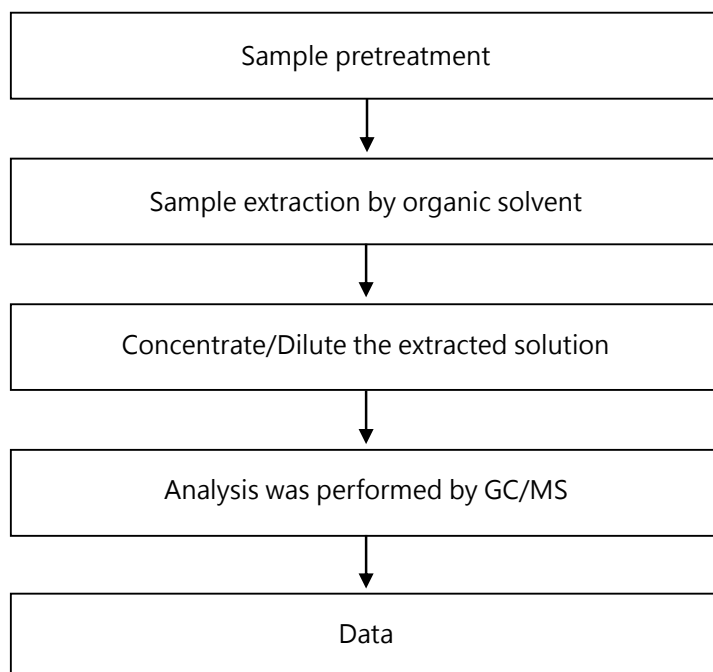 Sample pretreatment
Sample extraction by organic solvent
Concentrate/Dilute the extracted solution
Analysis was performed by GC/MS
Data